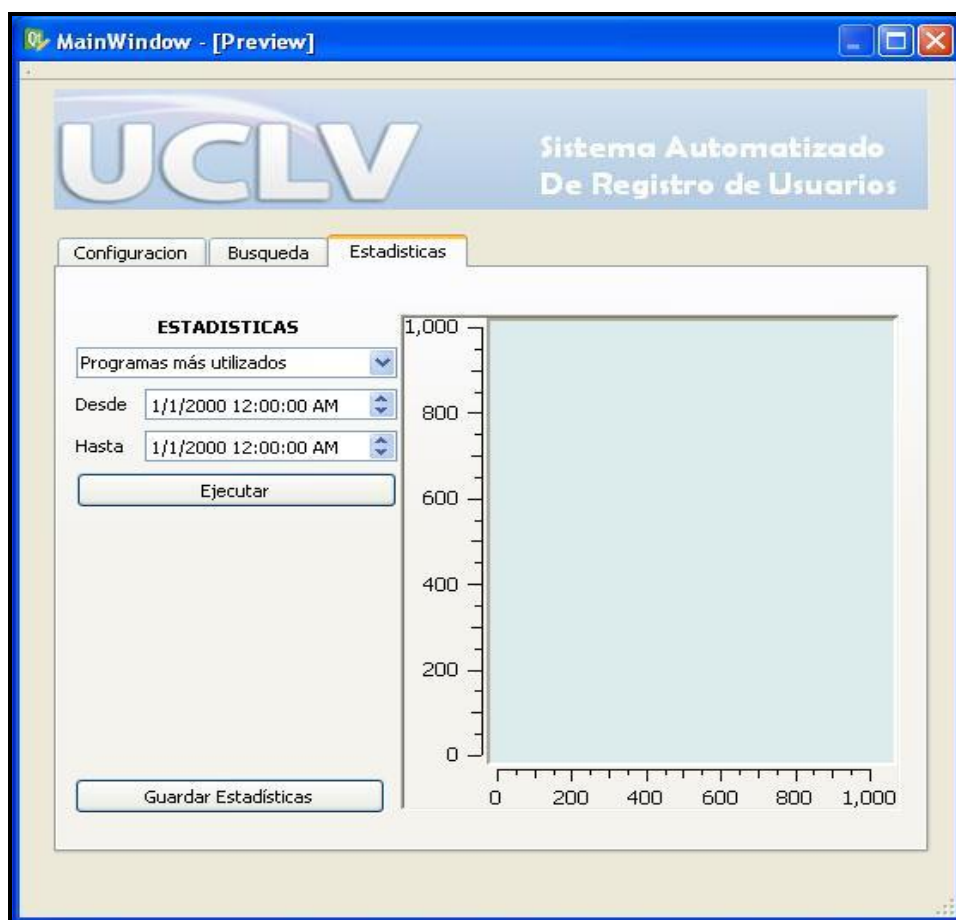 MainWindow - [Preview]
UCLV
Sistema Automatizado
De Registro de Usuarios
Configuracion Busqueda Estadisticas
ESTADISTICAS
Programas más utilizados
Desde 1/1/2000 12:00:00 AM
Hasta 1/1/2000 12:00:00 AM
Ejecutar
Guardar Estadísticas
1,000
800
600
400
200
0
0 200 400 600 800 1,000